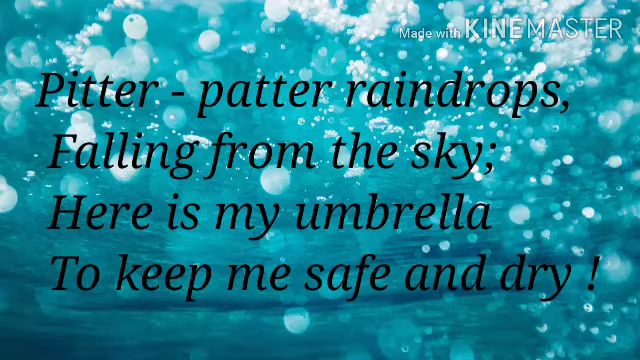 Made with KINEMASTER
Pitter - patter raindrops,
Falling from the sky;
Here is my umbrella
To keep me safe and dry !